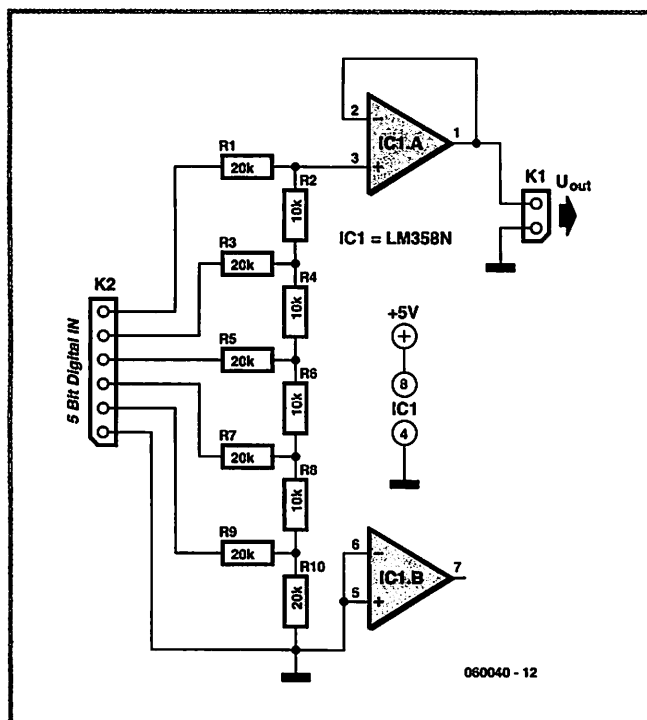 2
1
IC1.A
3
R1
20k
R2
10k
K1
Uout
IC1 = LM358N
R3
20k
R4
10k
K2
5 Bit Digital IN
+5V
R5
20k
R6
10k
8
IC1
4
R7
20k
R8
10k
R9
20k
R10
20k
6
7
IC1.B
5
060040 - 12